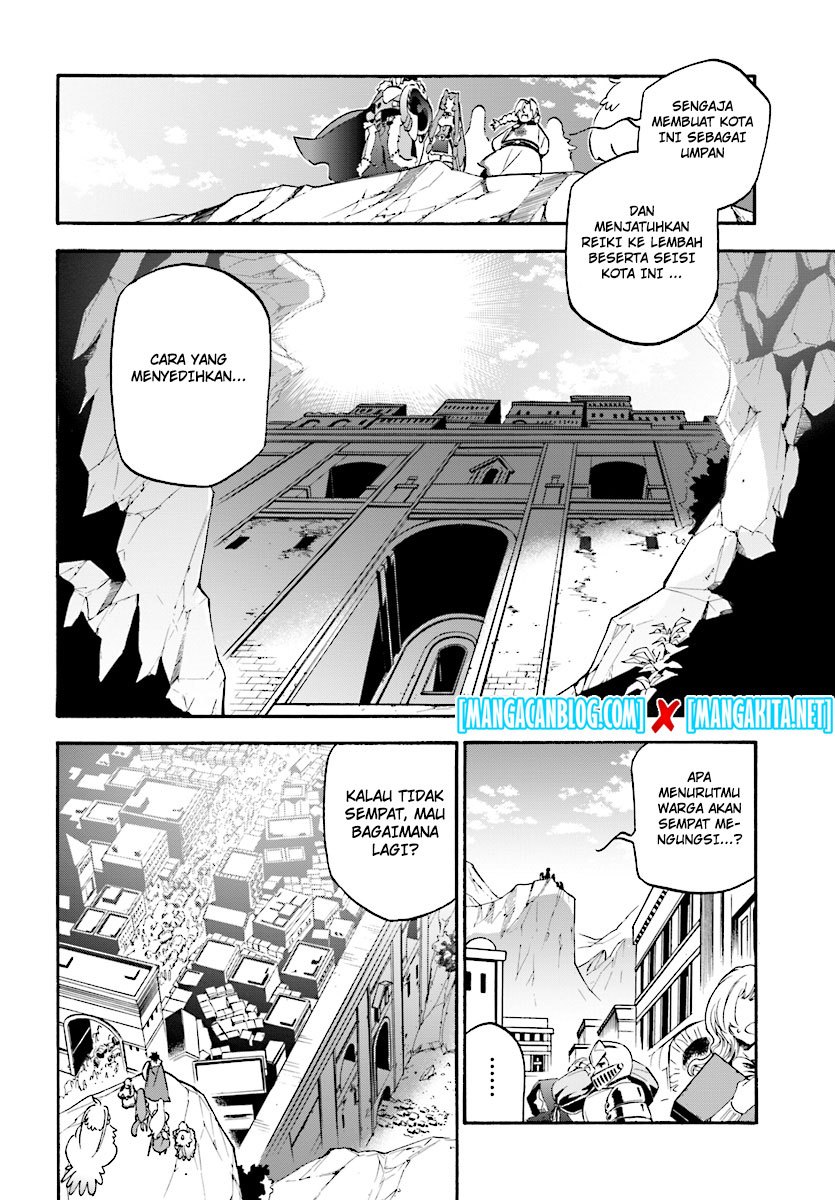 SENGAJA
MEMBUAT KOTA
INI SEBAGAI
UMPAN
DAN
MENJATUHKAN
REIKI KE LEMBAH
BESERTA SEISI
KOTA INI ...
CARA YANG
MENYEDIHKAN...
[MANGACANBLOG.COM] X [MANGAKITA.NET]
APA
MENURUTMU
WARGA AKAN
SEMPAT ME-
NGUNGSI...?
......
KALAU TIDAK
SEMPAT, MAU
BAGAIMANA
LAGI?